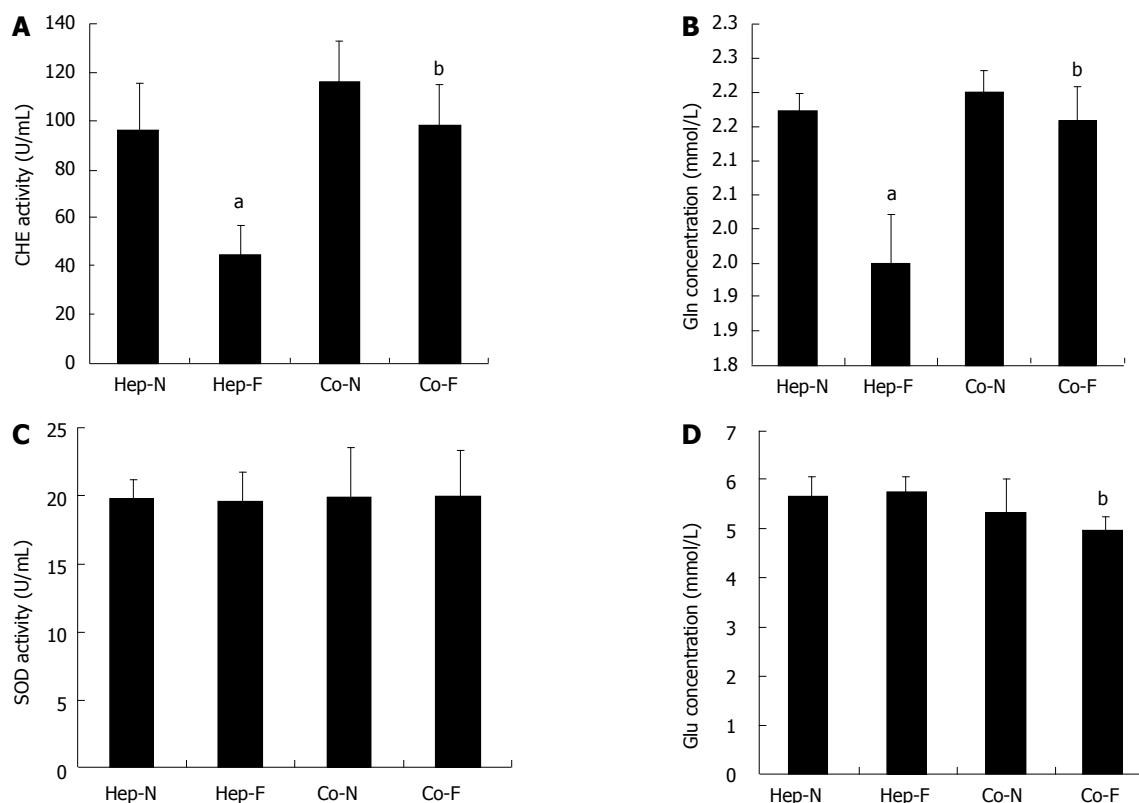 A
CHE activity (U/mL)
140
120
100
80
60
40
20
0
a
b
Hep-N Hep-F Co-N Co-F
B
Gln concentration (mmol/L)
2.3
2.3
2.2
2.2
2.1
2.1
2.0
2.0
1.9
1.9
1.8
a
b
Hep-N Hep-F Co-N Co-F
C
SOD activity (U/mL)
25
20
15
10
5
0
Hep-N Hep-F Co-N Co-F
D
Glu concentration (mmol/L)
7
6
5
4
3
2
1
0
b
Hep-N Hep-F Co-N Co-F